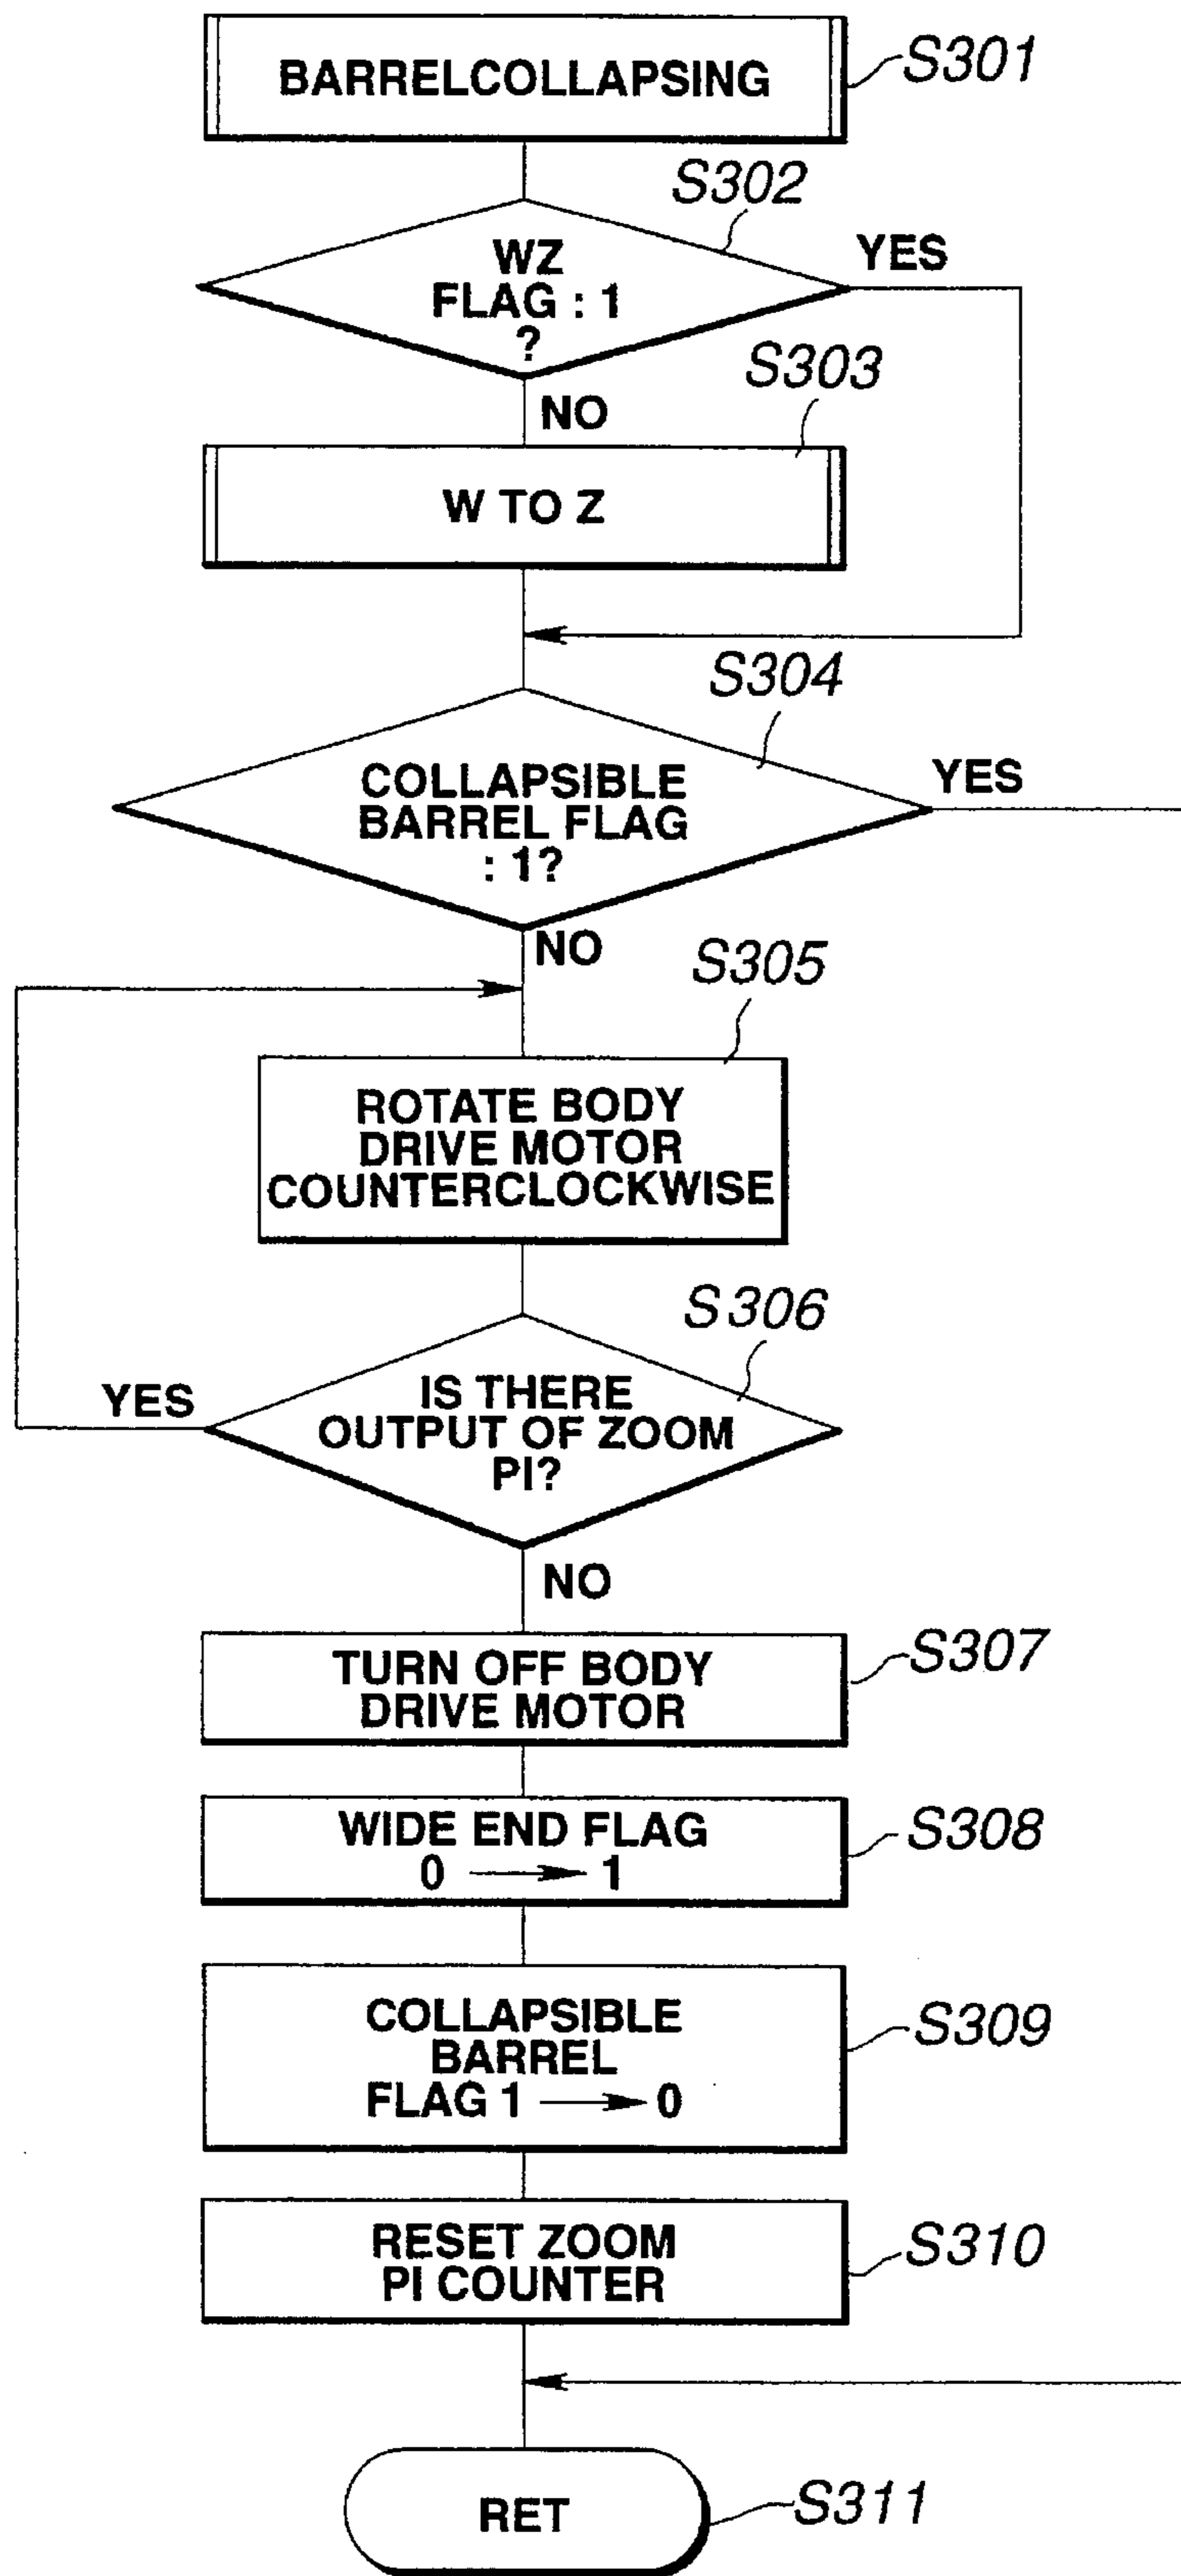 BARRELCOLLAPSING
S301
S302
WZ
FLAG : 1
?
YES
NO
S303
W TO Z
S304
COLLAPSIBLE
BARREL FLAG
: 1?
YES
NO
S305
ROTATE BODY
DRIVE MOTOR
COUNTERCLOCKWISE
S306
IS THERE
OUTPUT OF ZOOM
PI?
YES
NO
TURN OFF BODY
DRIVE MOTOR
S307
WIDE END FLAG
0 → 1
S308
COLLAPSIBLE
BARREL
FLAG 1 → 0
S309
RESET ZOOM
PI COUNTER
S310
RET
S311